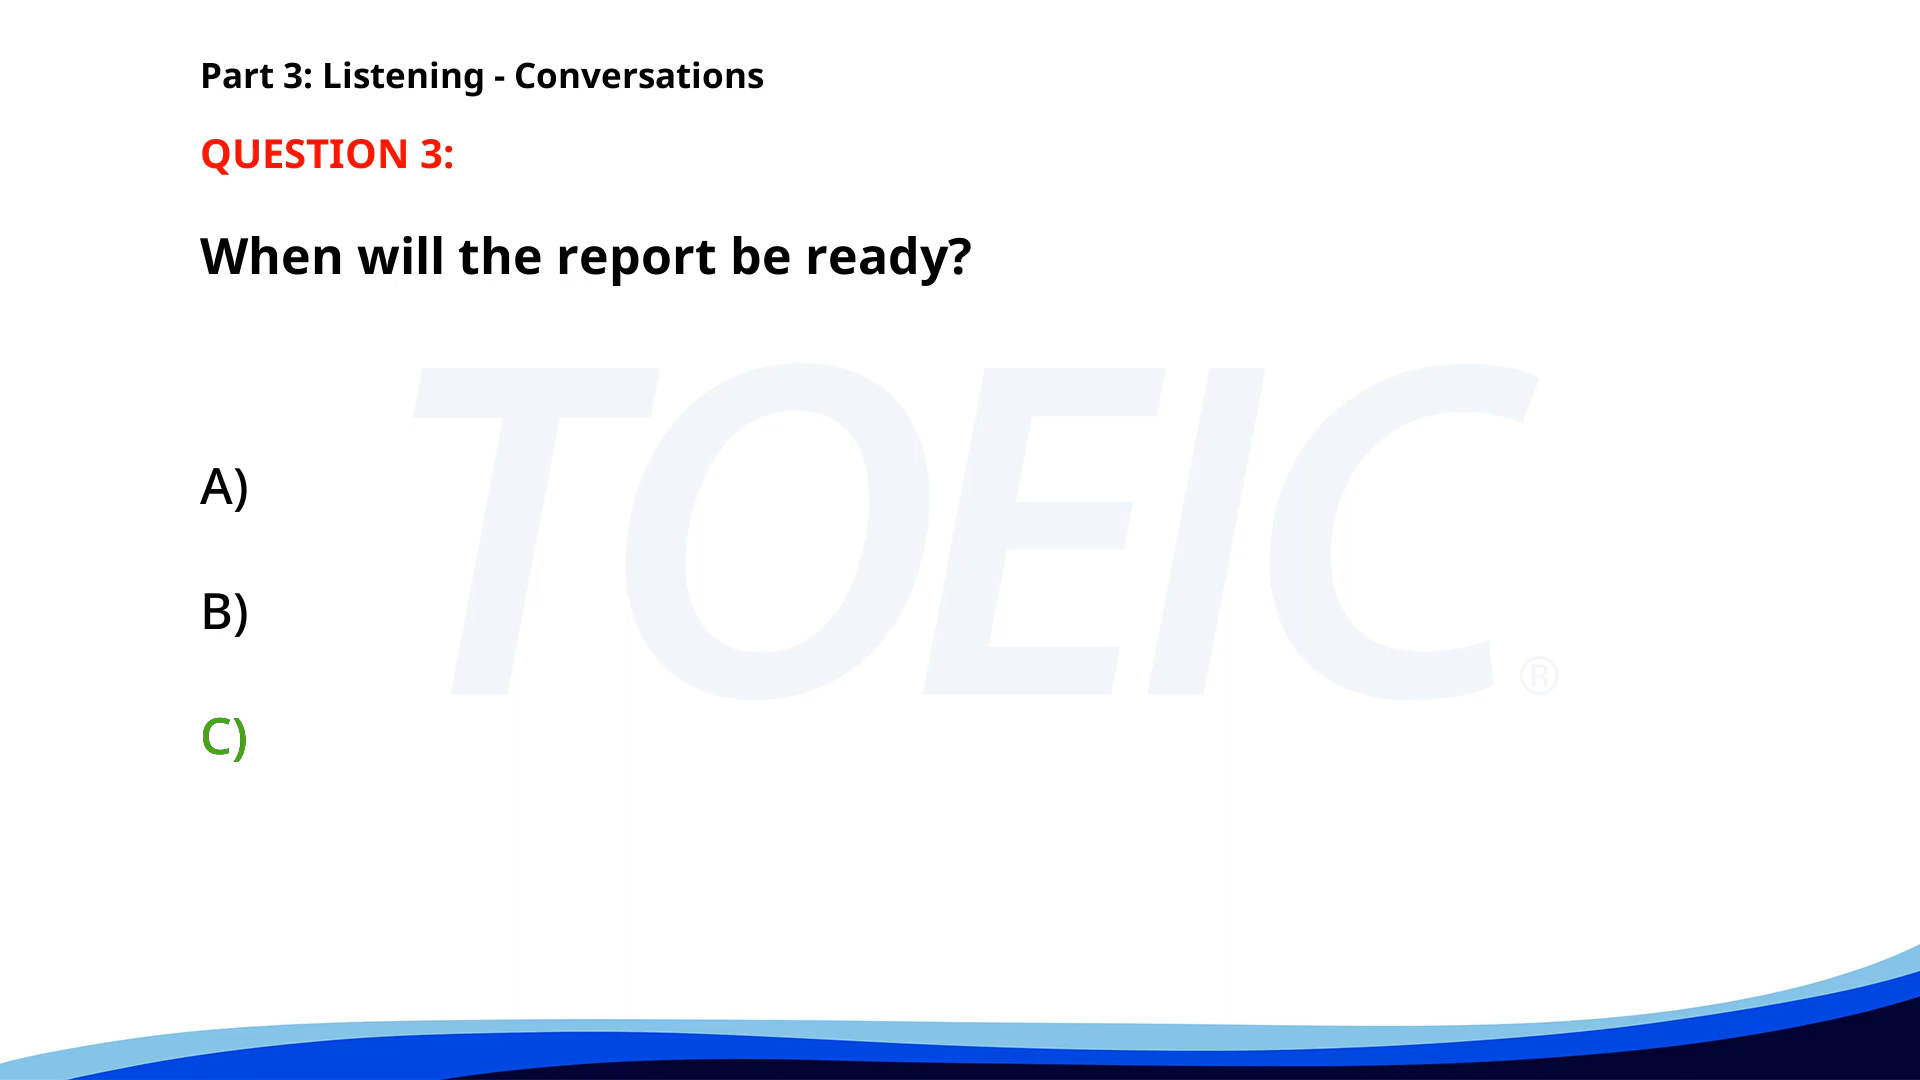 Part 3: Listening - Conversations
QUESTION 3:
When will the report be ready?
TOEIC®
A)
B)
C)